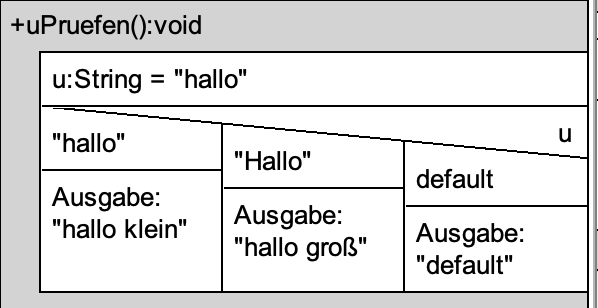 +uPruefen():void
u:String = "hallo"
u
"hallo"
"Hallo"
default
Ausgabe:
"hallo klein"
Ausgabe:
"hallo groß"
Ausgabe:
"default"